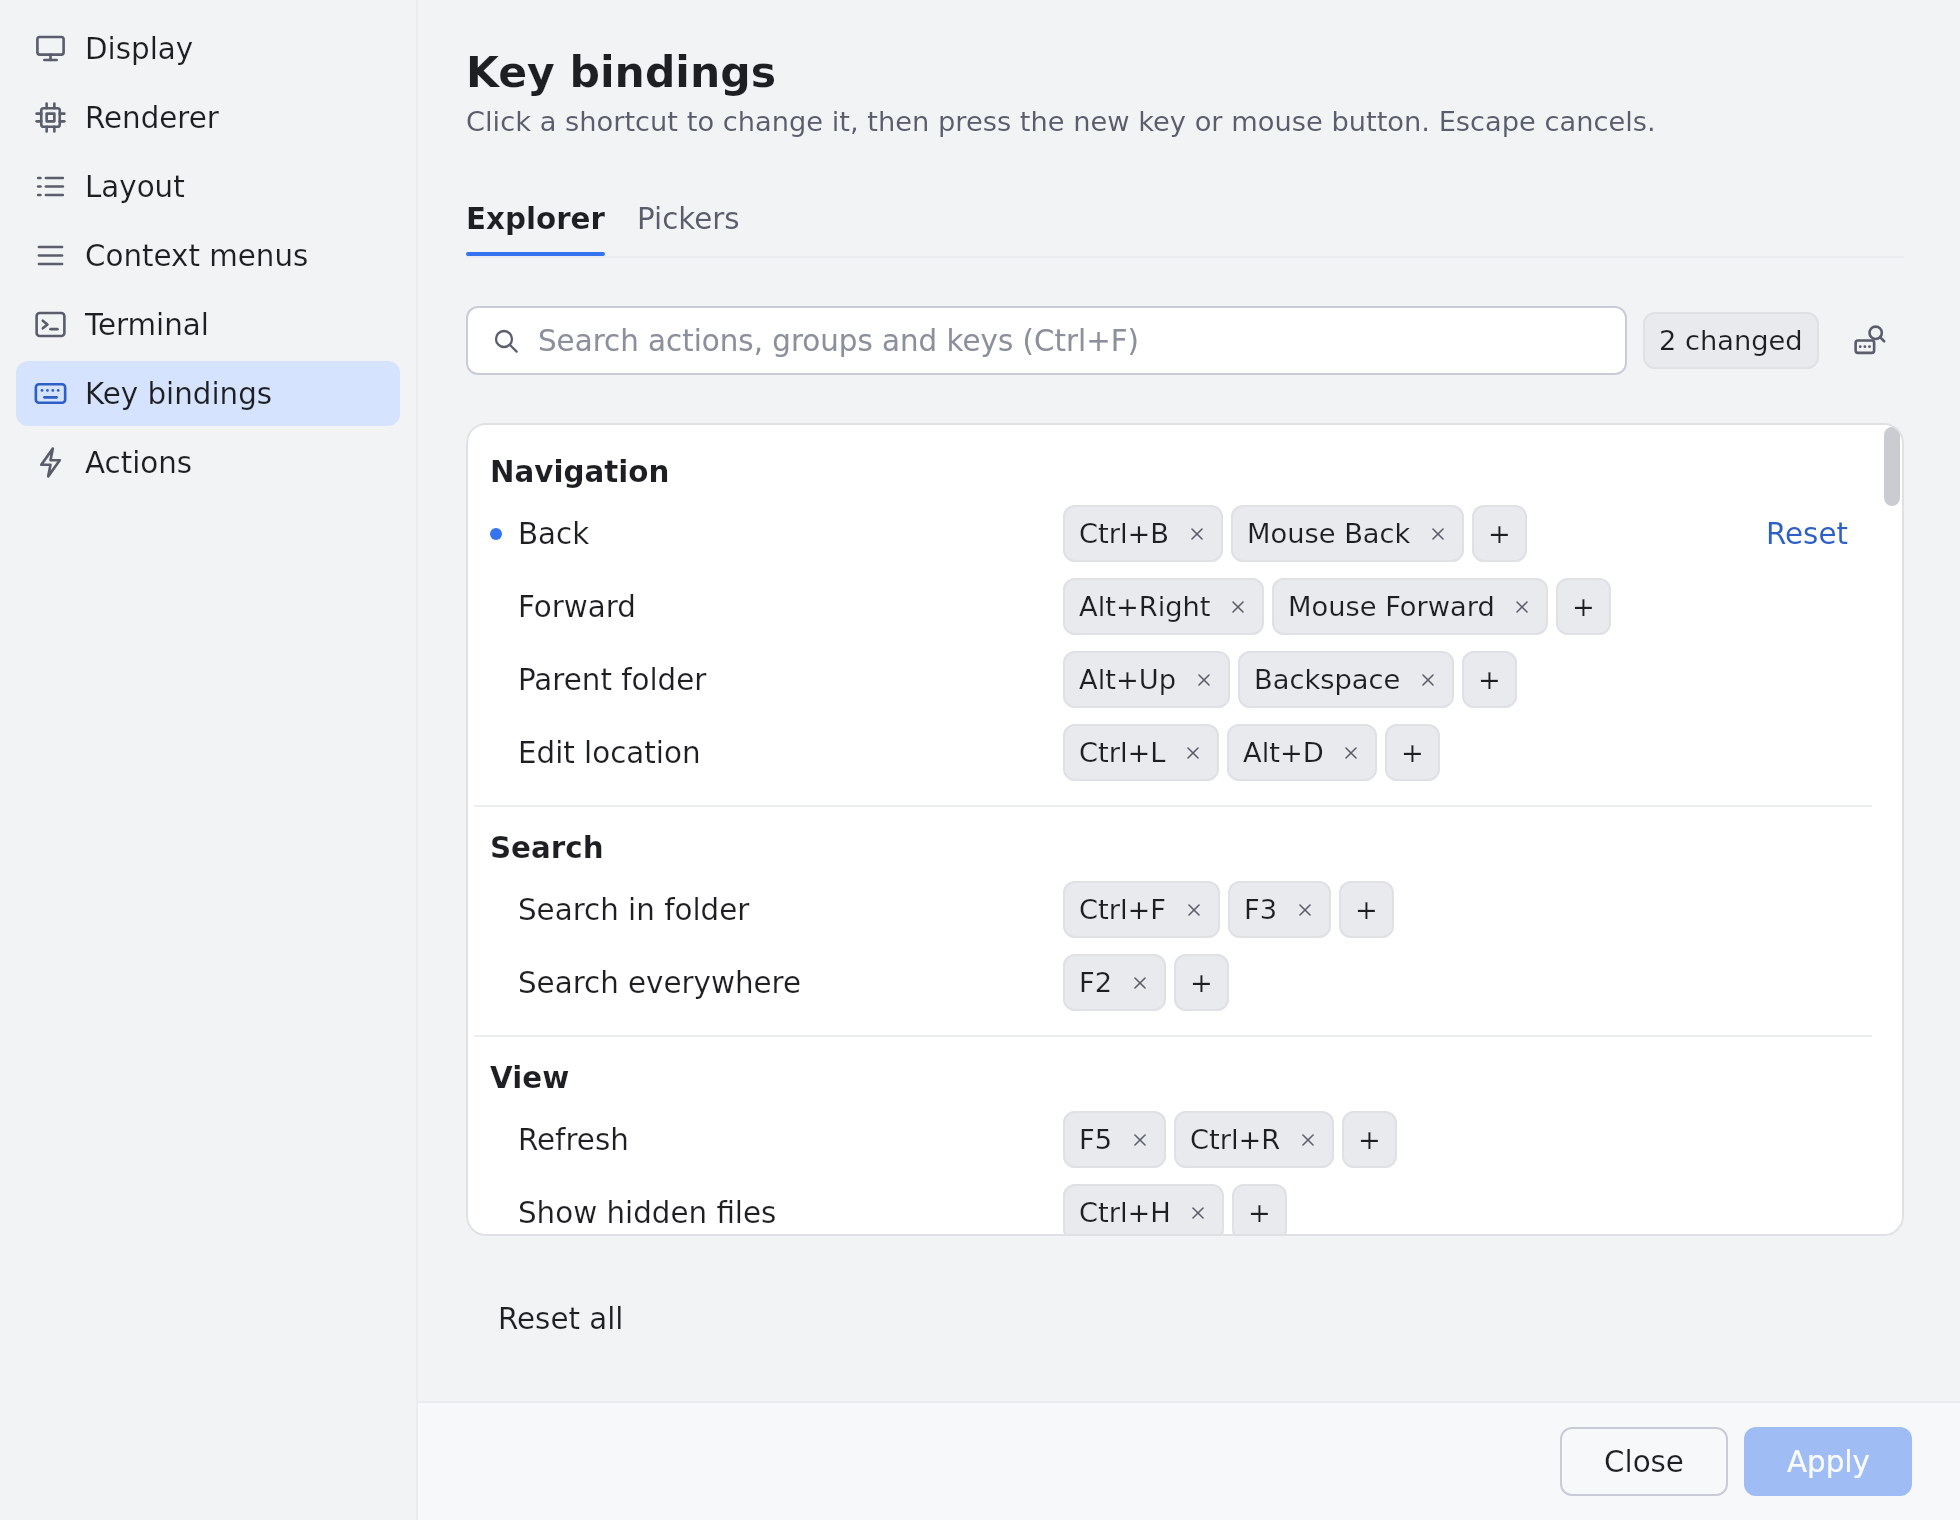 Display
Renderer
Layout
Context menus
Terminal
Key bindings
Actions
Key bindings
Click a shortcut to change it, then press the new key or mouse button. Escape cancels.
Explorer Pickers
Search actions, groups and keys (Ctrl+F) 2 changed
Navigation
Back Ctrl+B × Mouse Back × + Reset
Forward Alt+Right × Mouse Forward × +
Parent folder Alt+Up × Backspace × +
Edit location Ctrl+L × Alt+D × +
Search
Search in folder Ctrl+F × F3 × +
Search everywhere F2 × +
View
Refresh F5 × Ctrl+R × +
Show hidden files Ctrl+H × +
Reset all
Close Apply